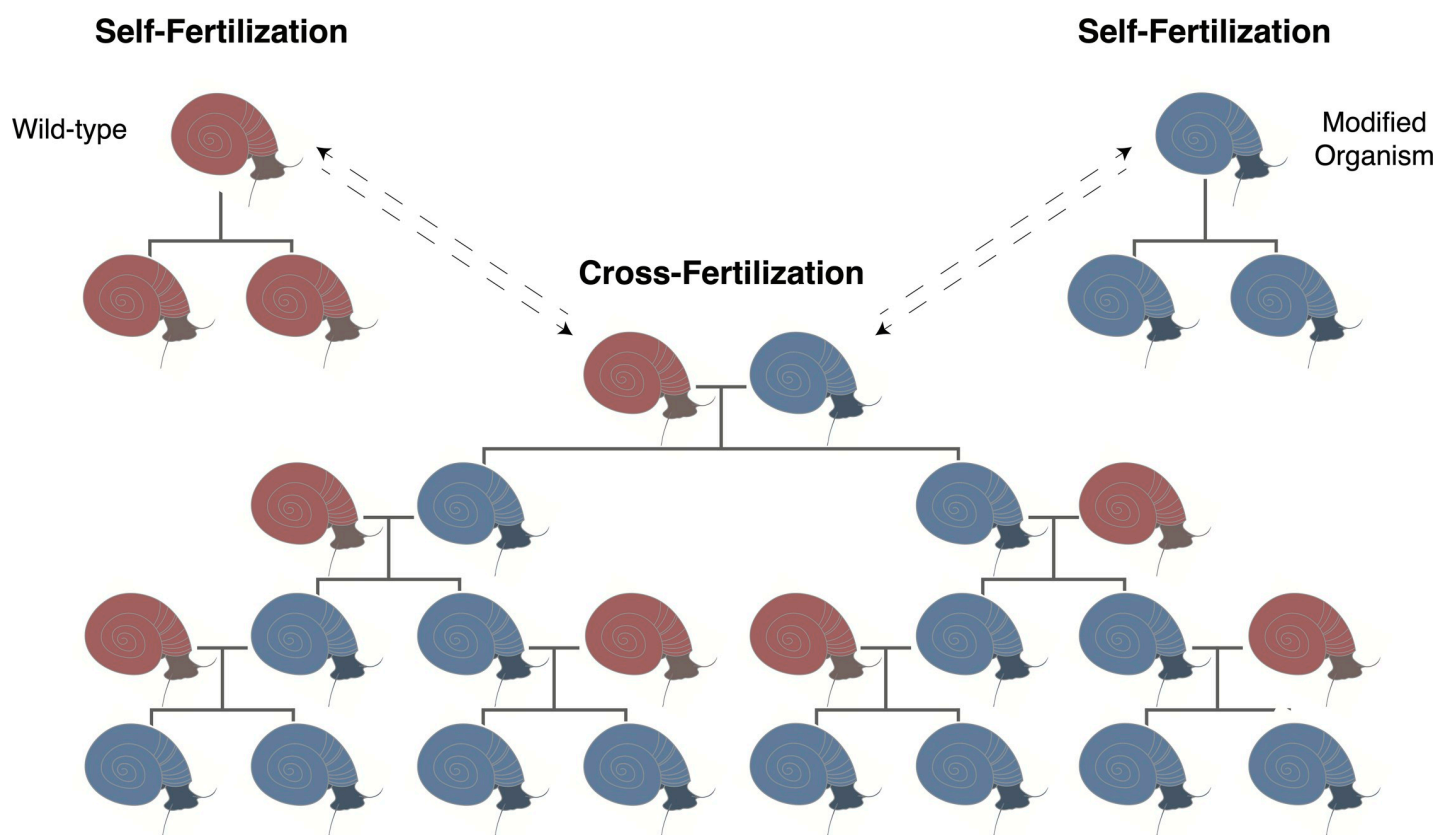 Self-Fertilization
Self-Fertilization
Wild-type
Modified
Organism
Cross-Fertilization